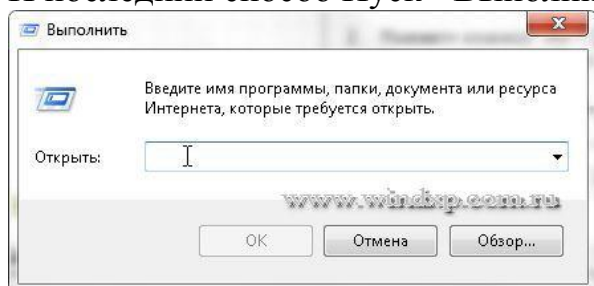 Выполнить
Введите имя программы, папки, документа или ресурса
Интернета, которые требуется открыть.
Открыть:
www.windxp.com.ru
ОК
Отмена
Обзор...